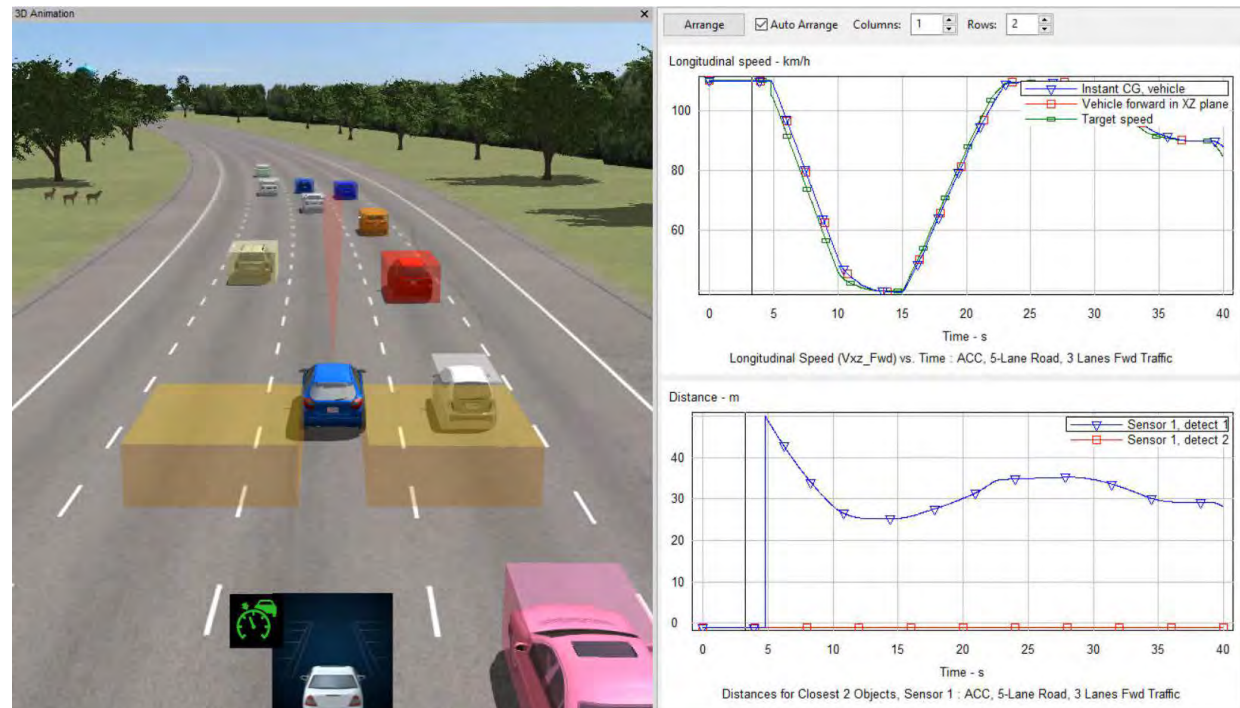 3D Animation
Arrange Auto Arrange Columns: 1 Rows: 2
Longitudinal speed - km/h
Instant CG, vehicle
Vehicle forward in XZ plane
Target speed
100
80
60
0 5 10 15 20 25 30 35 40
Time - s
Longitudinal Speed (Vxz_Fwd) vs. Time : ACC, 5-Lane Road, 3 Lanes Fwd Traffic
Distance - m
Sensor 1, detect 1
Sensor 1, detect 2
40
30
20
10
0
0 5 10 15 20 25 30 35 40
Time - s
Distances for Closest 2 Objects, Sensor 1 : ACC, 5-Lane Road, 3 Lanes Fwd Traffic